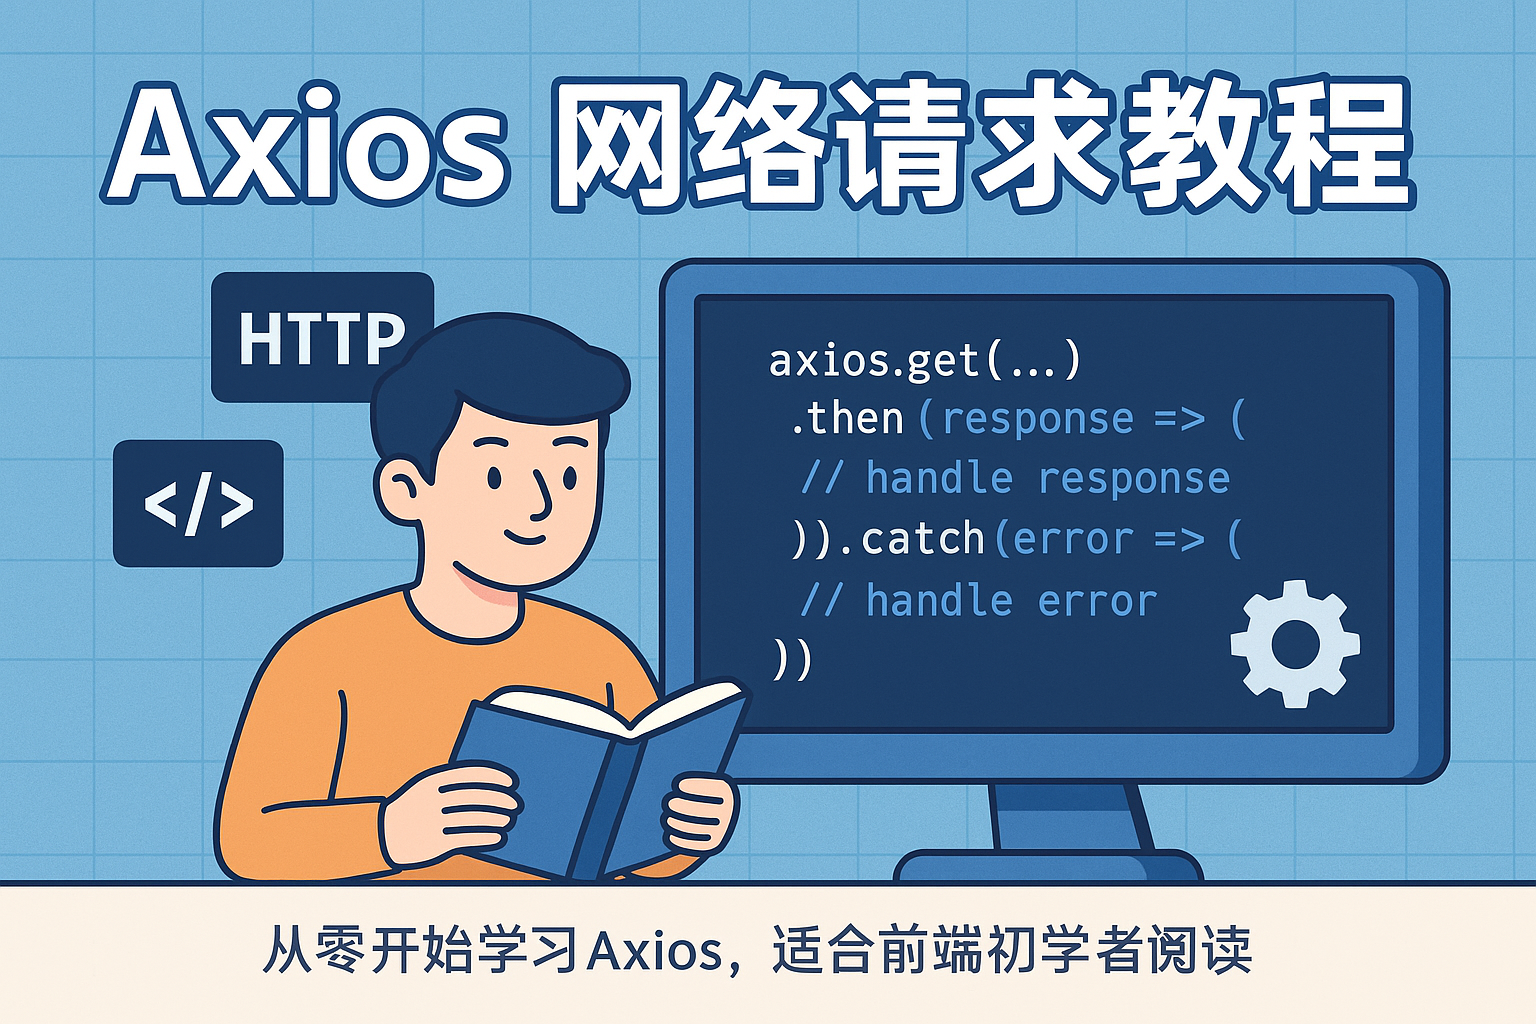 Axios 网络请求教程
HTTP
</>
axios.get(...)
.then(response => (
// handle response
)).catch(error => (
// handle error
))
从零开始学习Axios，适合前端初学者阅读